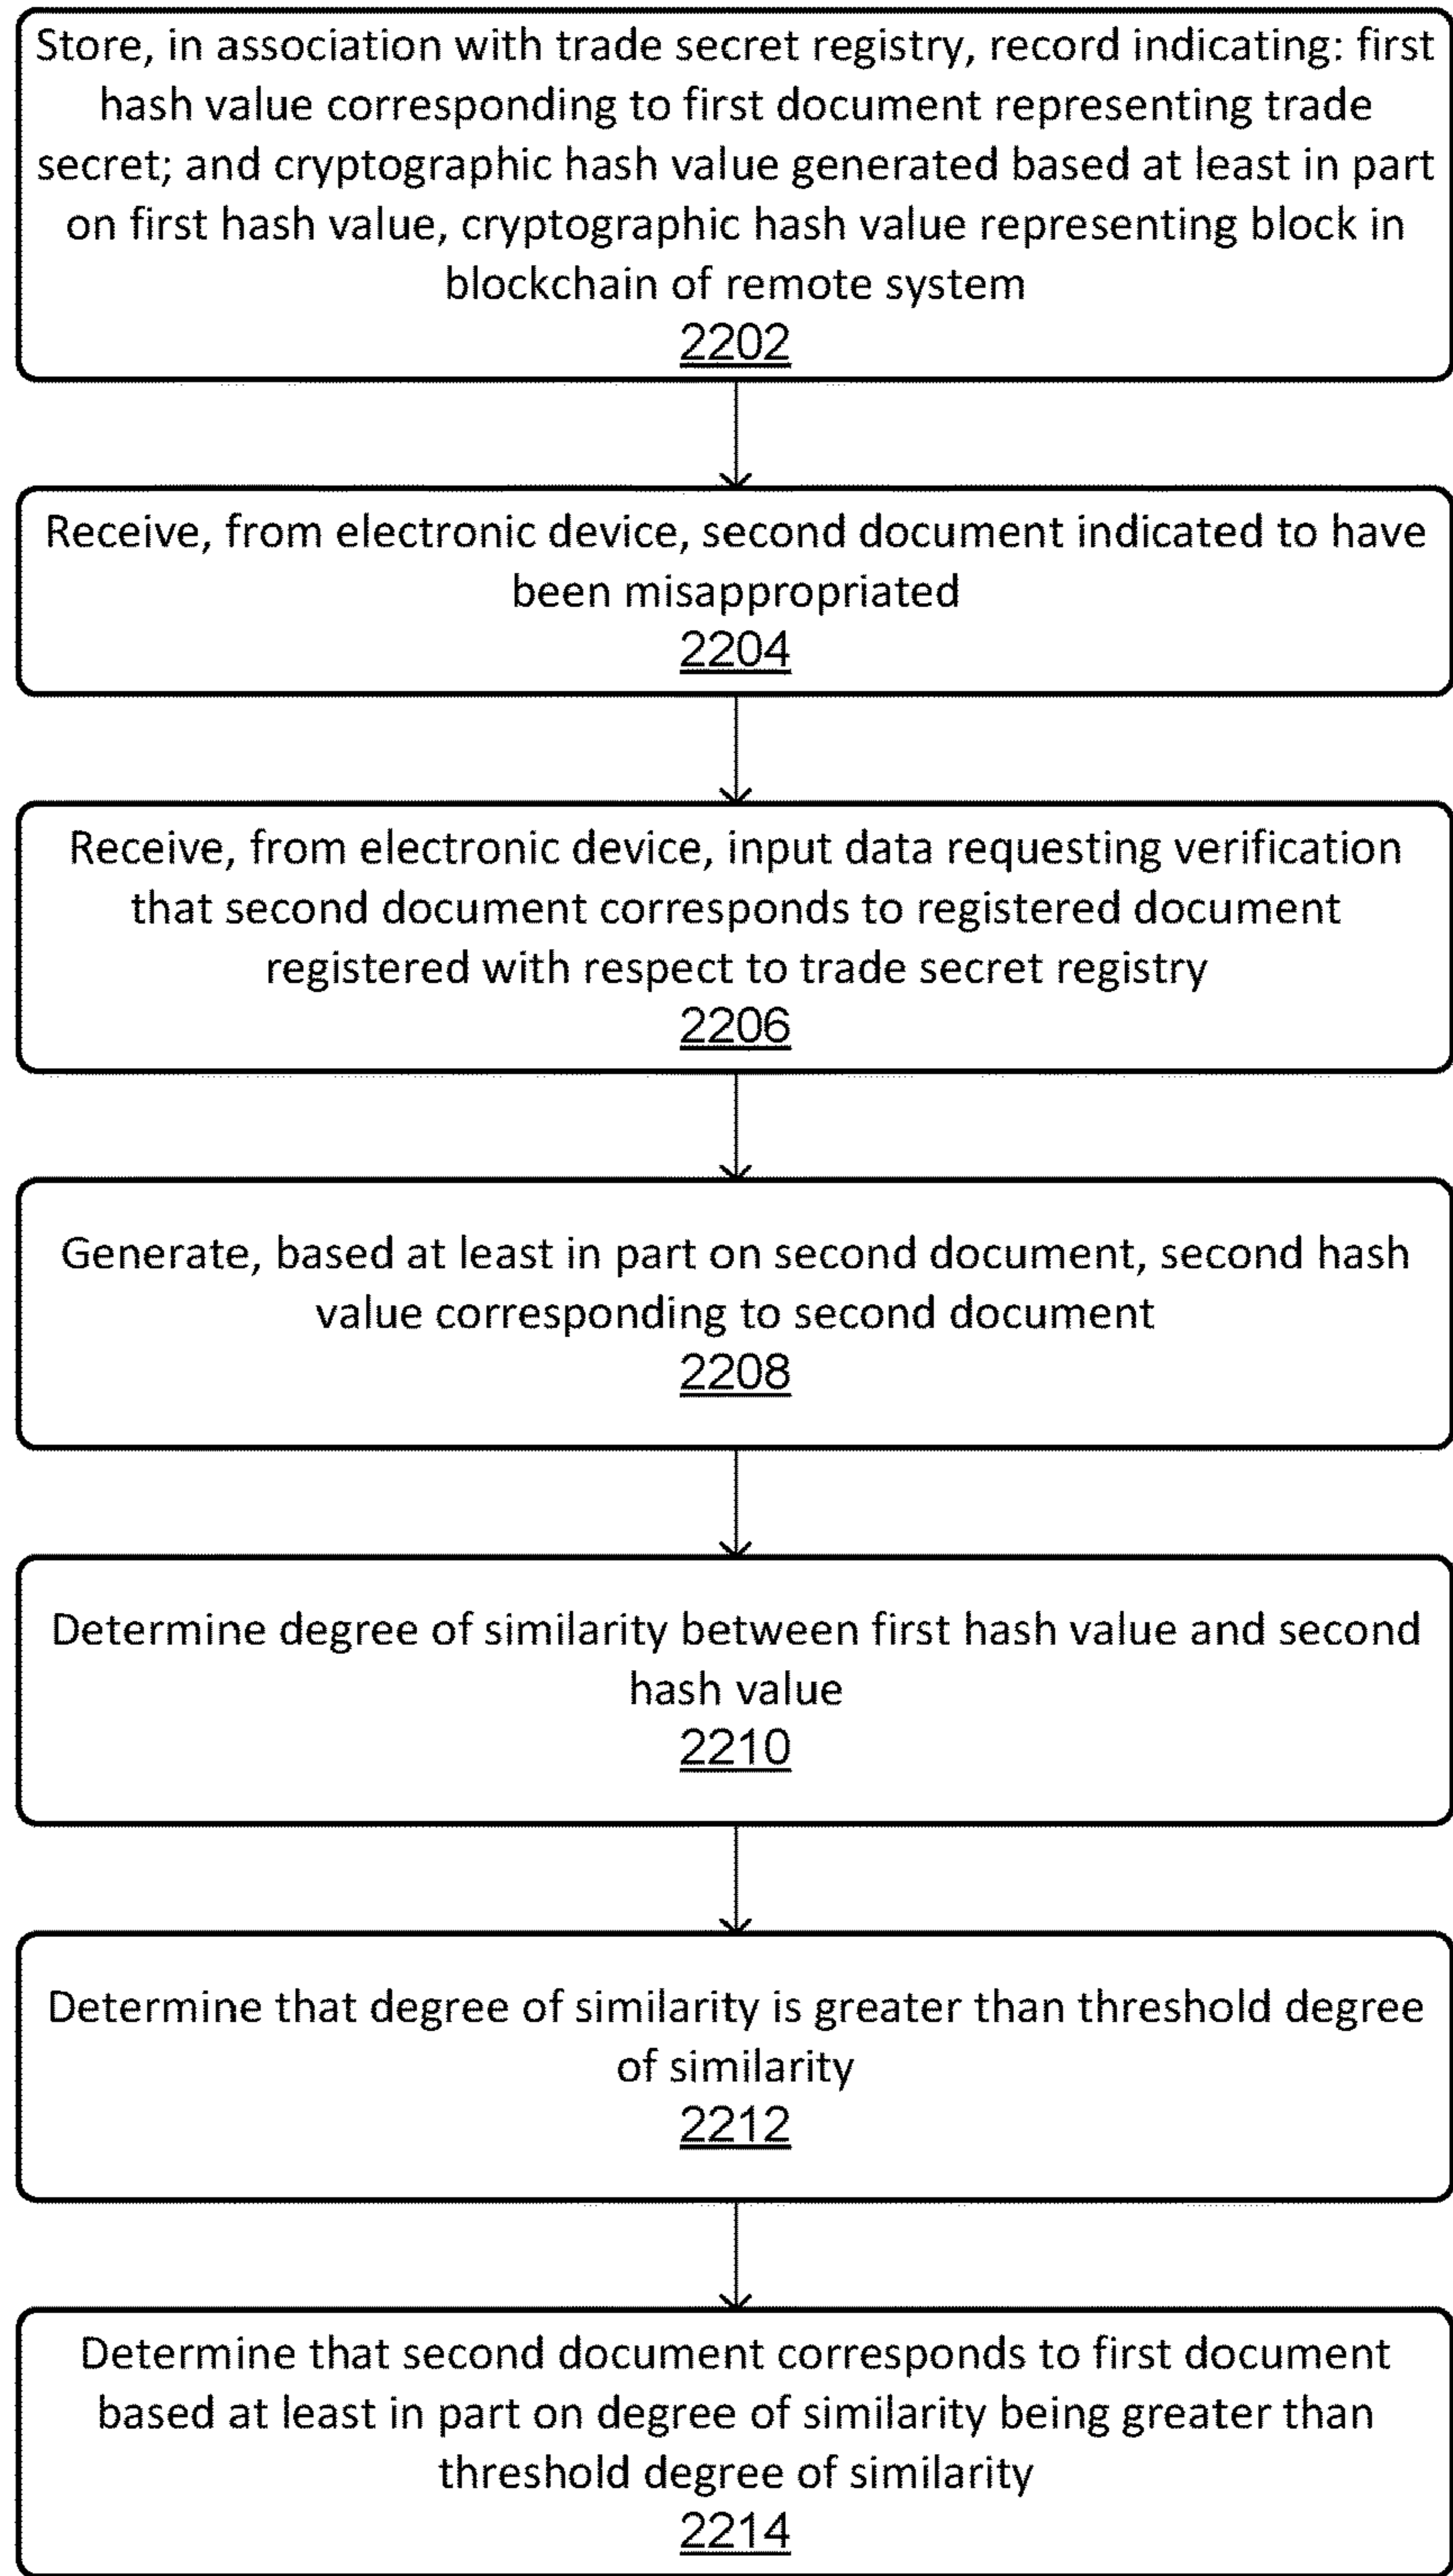 Store, in association with trade secret registry, record indicating: first
hash value corresponding to first document representing trade
secret; and cryptographic hash value generated based at least in part
on first hash value, cryptographic hash value representing block in
blockchain of remote system
2202
Receive, from electronic device, second document indicated to have
been misappropriated
2204
Receive, from electronic device, input data requesting verification
that second document corresponds to registered document
registered with respect to trade secret registry
2206
Generate, based at least in part on second document, second hash
value corresponding to second document
2208
Determine degree of similarity between first hash value and second
hash value
2210
Determine that degree of similarity is greater than threshold degree
of similarity
2212
Determine that second document corresponds to first document
based at least in part on degree of similarity being greater than
threshold degree of similarity
2214